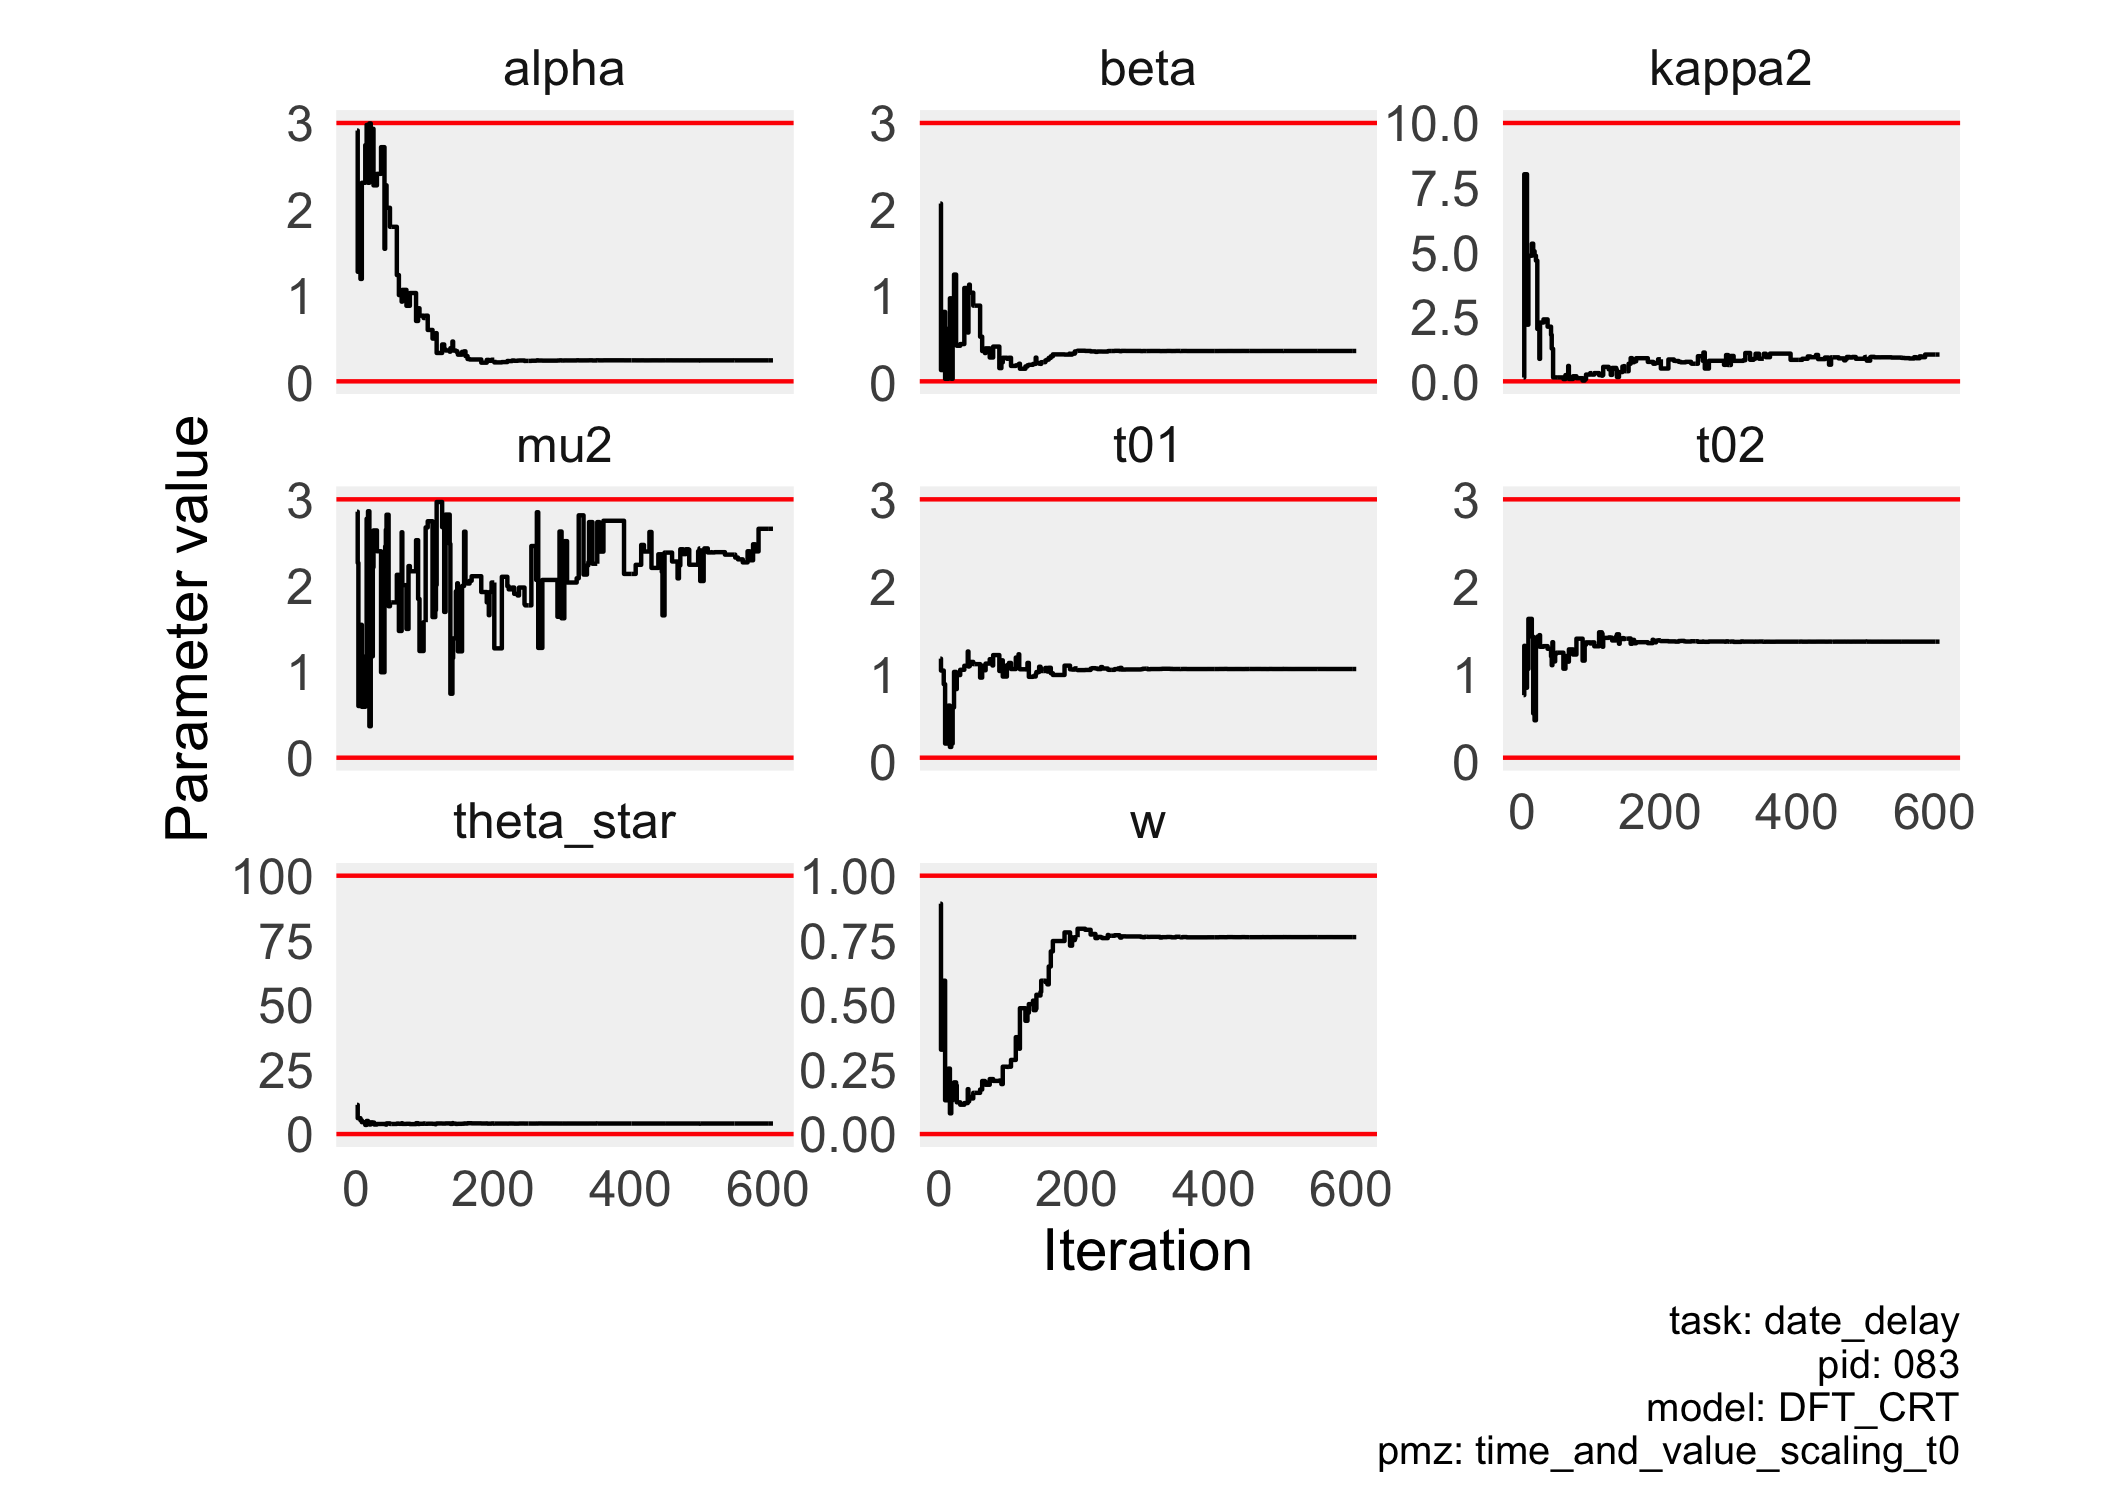 alpha
beta
kappa2
3
2
1
0
3
2
1
0
10.0
7.5
5.0
2.5
0.0
mu2
t01
t02
3
2
1
0
3
2
1
0
3
2
1
0
0 200 400 600
theta_star
w
100
75
50
25
0
1.00
0.75
0.50
0.25
0.00
0 200 400 600
0 200 400 600
Parameter value
Iteration
task: date_delay
pid: 083
model: DFT_CRT
pmz: time_and_value_scaling_t0